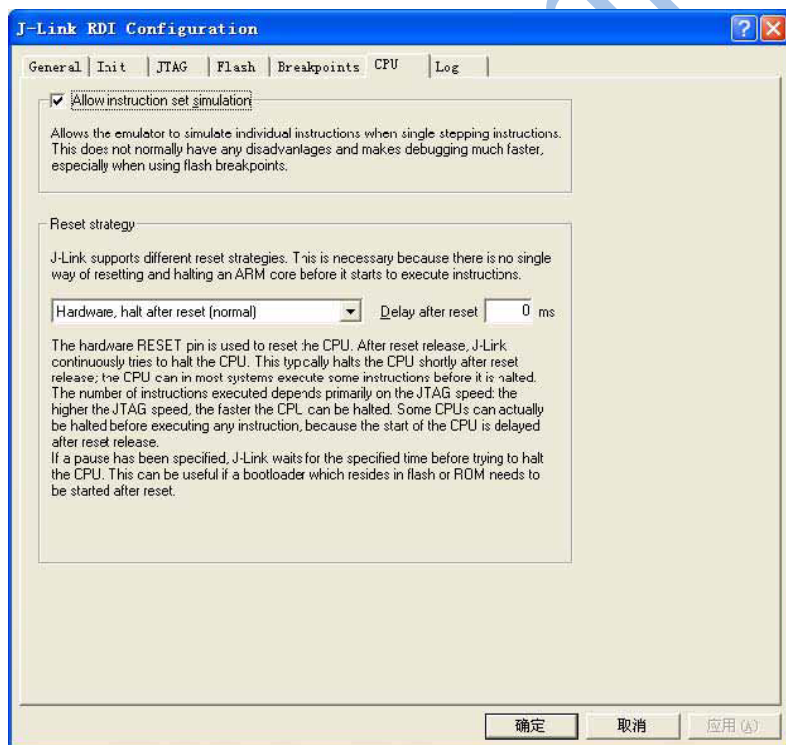 J-Link RDI Configuration
General Init JTAG Flash Breakpoints CPU Log
Allow instruction set simulation
Allows the emulator to simulate individual instructions when single stepping instructions.
This does not normally have any disadvantages and makes debugging much faster,
especially when using flash breakpoints.
Reset strategy
J-Link supports different reset strategies. This is necessary because there is no single
way of resetting and halting an ARM core before it starts to execute instructions.
Hardware, halt after reset (normal) Delay after reset 0 ms
The hardware RESET pin is used to reset the CPU. After reset release, J-Link
continuously tries to halt the CPU. This typically halts the CPU shortly after reset
release; the CPU can in most systems execute some instructions before it is halted.
The number of instructions executed depends primarily on the JTAG speed: the
higher the JTAG speed, the faster the CPU can be halted. Some CPUs can actually
be halted before executing any instruction, because the start of the CPU is delayed
after reset release.
If a pause has been specified, J-Link waits for the specified time before trying to halt
the CPU. This can be useful if a bootloader which resides in flash or ROM needs to
be started after reset.
确定 取消 应用(A)